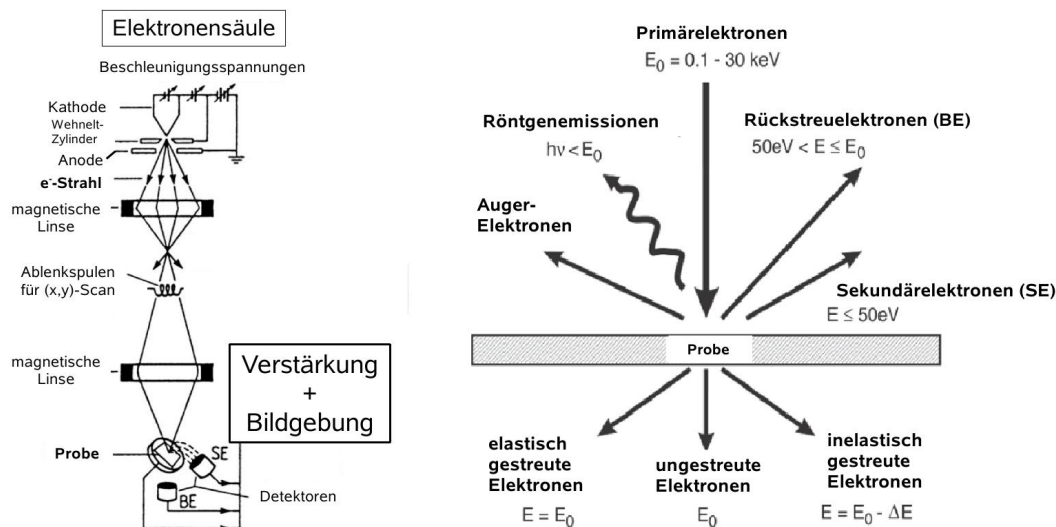 Elektronensäule
Beschleunigungsspannungen
Kathode
Wehnelt-
Zylinder
Anode
e⁻-Strahl
magnetische
Linse
Ablenkspulen
für (x,y)-Scan
magnetische
Linse
Verstärkung
+
Bildgebung
Probe
SE
BE
Detektoren
Primärelektronen
E₀ = 0.1 - 30 keV
Röntgenemissionen
hν < E₀
Rückstreuelektronen (BE)
50eV < E ≤ E₀
Auger-
Elektronen
Sekundärelektronen (SE)
E ≤ 50eV
Probe
elastisch
gestreute
Elektronen
E = E₀
ungestreute
Elektronen
E₀
inelastisch
gestreute
Elektronen
E = E₀ - ΔE